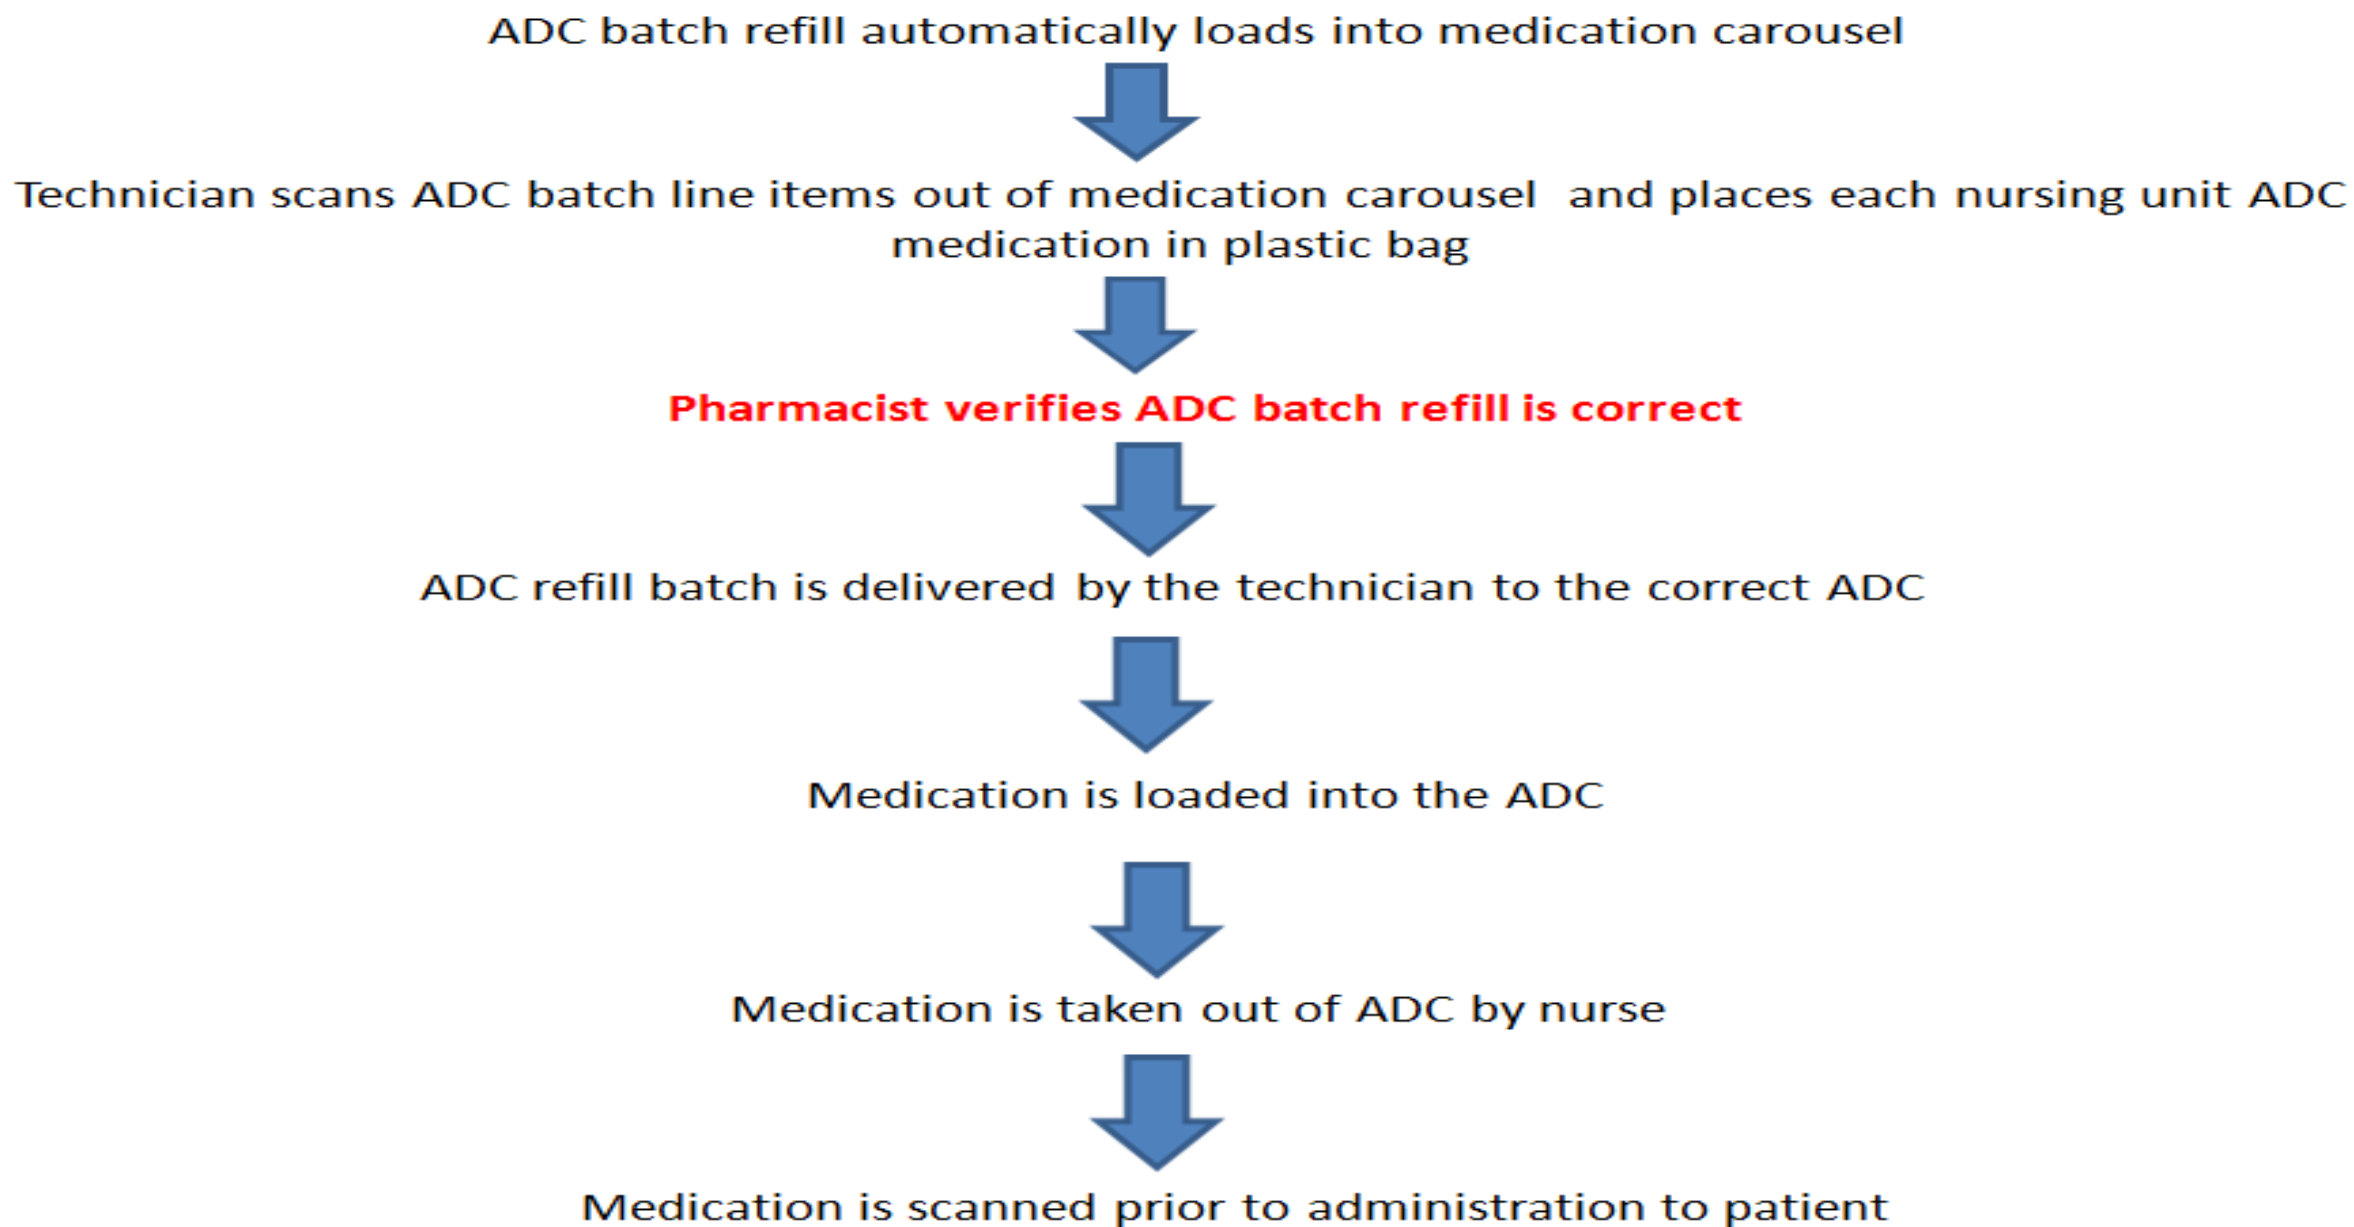 ADC batch refill automatically loads into medication carousel
Technician scans ADC batch line items out of medication carousel and places each nursing unit ADC
medication in plastic bag
Pharmacist verifies ADC batch refill is correct
ADC refill batch is delivered by the technician to the correct ADC
Medication is loaded into the ADC
Medication is taken out of ADC by nurse
Medication is scanned prior to administration to patient